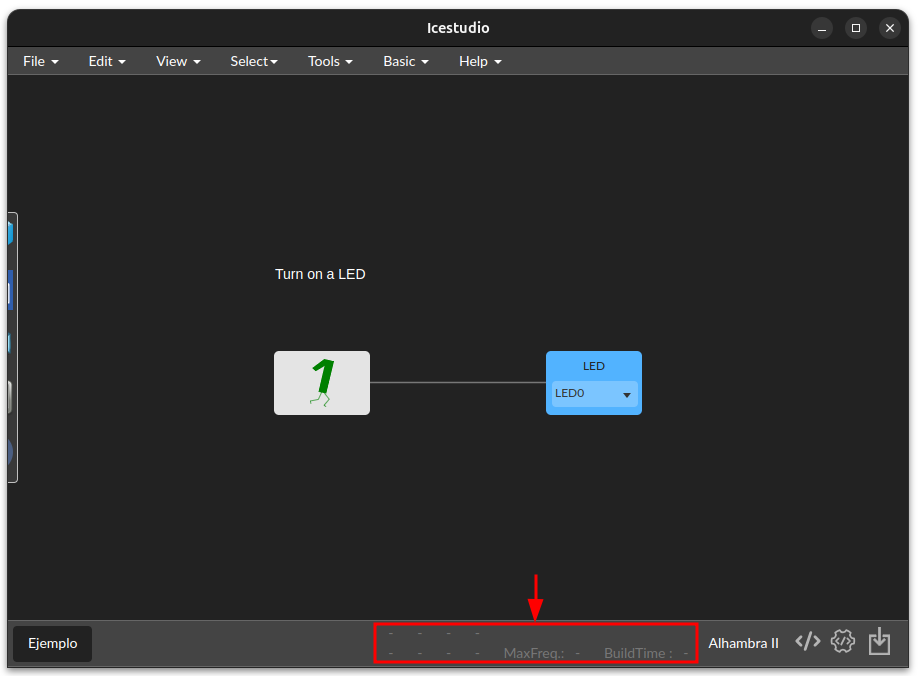 Icestudio
File Edit View Select Tools Basic Help
Turn on a LED
1
LED
LED0
- - - -
Ejemplo - - - - MaxFreq.: - BuildTime : - Alhambra II </>